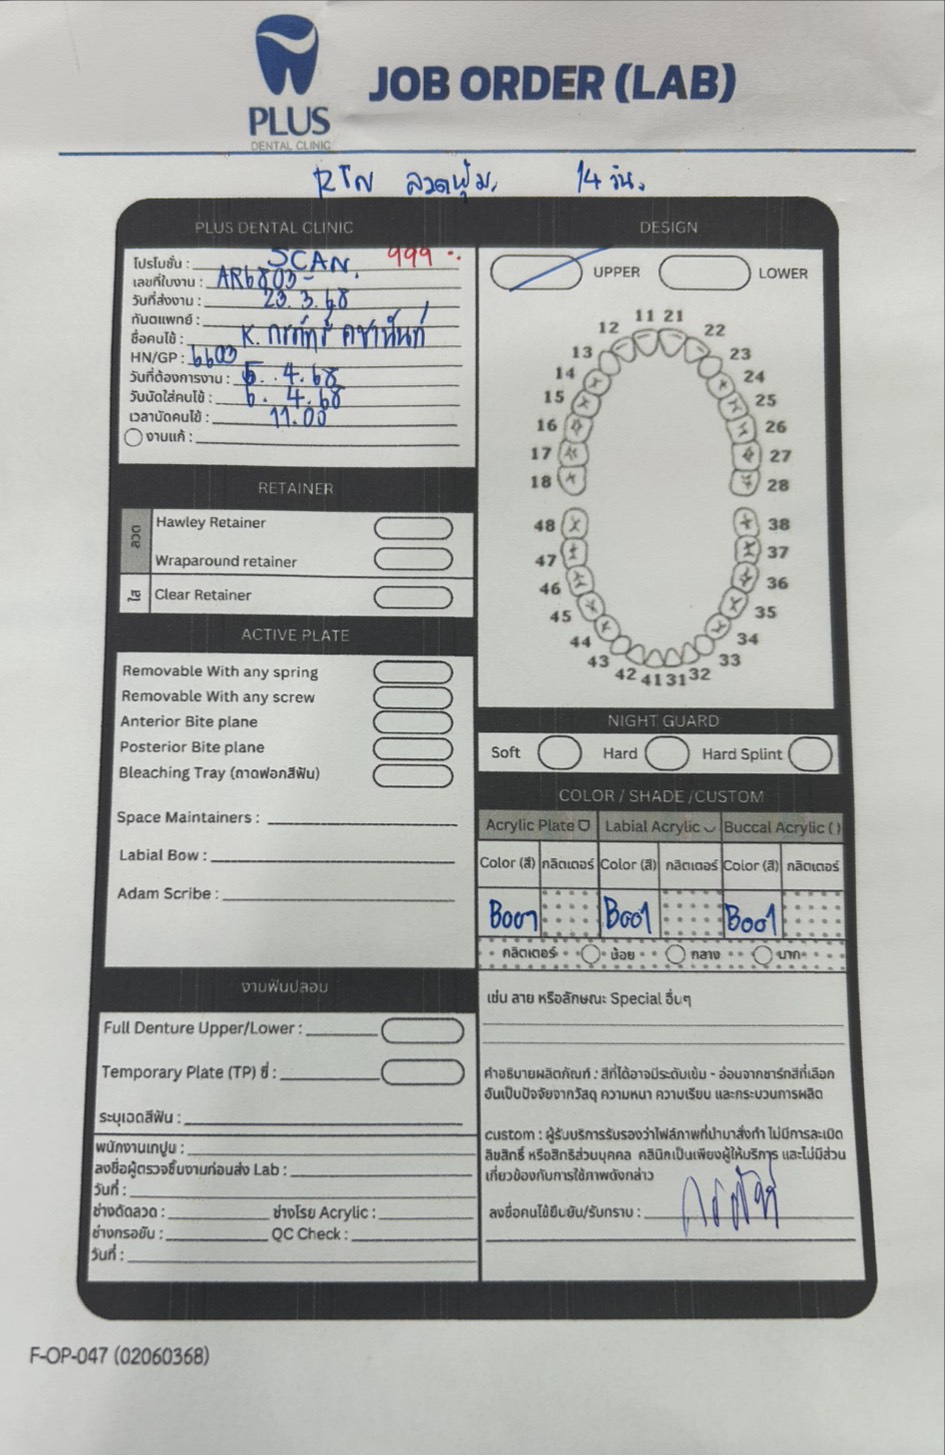 PLUS
DENTAL CLINIC
JOB ORDER (LAB)
RTN ลวดหุ้ม, 14 วัน.
PLUS DENTAL CLINIC
โปรโมชั่น : SCAN. 999.-
เลขที่ใบงาน : AR6803-
วันที่ส่งงาน : 23.3.68
ทันตแพทย์ :
ชื่อคนไข้ : K.
HN/GP : 6603
วันที่ต้องการงาน : 5. 4.68
วันนัดใส่คนไข้ : 6. 4.68
เวลานัดคนไข้ : 11.00
งานแก้ :
DESIGN
UPPER LOWER
11 21
12 22
13 23
14 24
15 25
16 26
17 27
18 28
48 38
47 37
46 36
45 35
44 34
43 33
42 41 31 32
RETAINER
ลวด
Hawley Retainer
Wraparound retainer
ใส
Clear Retainer
ACTIVE PLATE
Removable With any spring
Removable With any screw
Anterior Bite plane
Posterior Bite plane
Bleaching Tray (ถาดฟอกสีฟัน)
Space Maintainers :
Labial Bow :
Adam Scribe :
NIGHT GUARD
Soft Hard Hard Splint
COLOR / SHADE /CUSTOM
Acrylic Plate Labial Acrylic Buccal Acrylic ( )
Color (สี) กลิตเตอร์ Color (สี) กลิตเตอร์ Color (สี) กลิตเตอร์
B001 B001 B001
กลิตเตอร์ น้อย กลาง มาก
เช่น ลาย หรือลักษณะ Special อื่นๆ
คำอธิบายผลิตภัณฑ์ : สีที่ได้อาจมีระดับเข้ม - อ่อนจากชาร์ทสีที่เลือก
อันเป็นปัจจัยจากวัสดุ ความหนา ความเรียบ และกระบวนการผลิต
custom : ผู้รับบริการรับรองว่าไฟล์ภาพที่นำมาสั่งทำ ไม่มีการละเมิด
ลิขสิทธิ์ หรือสิทธิส่วนบุคคล คลินิกเป็นเพียงผู้ให้บริการ และไม่มีส่วน
เกี่ยวข้องกับการใช้ภาพดังกล่าว
ลงชื่อคนไข้ยืนยัน/รับทราบ :
งานฟันปลอม
Full Denture Upper/Lower :
Temporary Plate (TP) ซี่ :
ระบุเฉดสีฟัน :
พนักงานเทปูน :
ลงชื่อผู้ตรวจชิ้นงานก่อนส่ง Lab :
วันที่ :
ช่างดัดลวด : ช่างโรย Acrylic :
ช่างกรอขัด : QC Check :
วันที่ :
F-OP-047 (02060368)